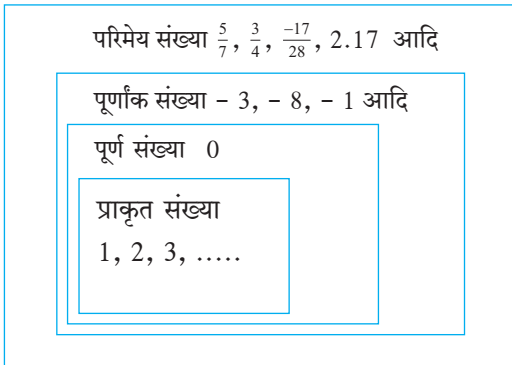 परिमेय संख्या 5/7, 3/4, -17/28, 2.17 आदि
पूर्णांक संख्या – 3, – 8, – 1 आदि
पूर्ण संख्या 0
प्राकृत संख्या
1, 2, 3, .....